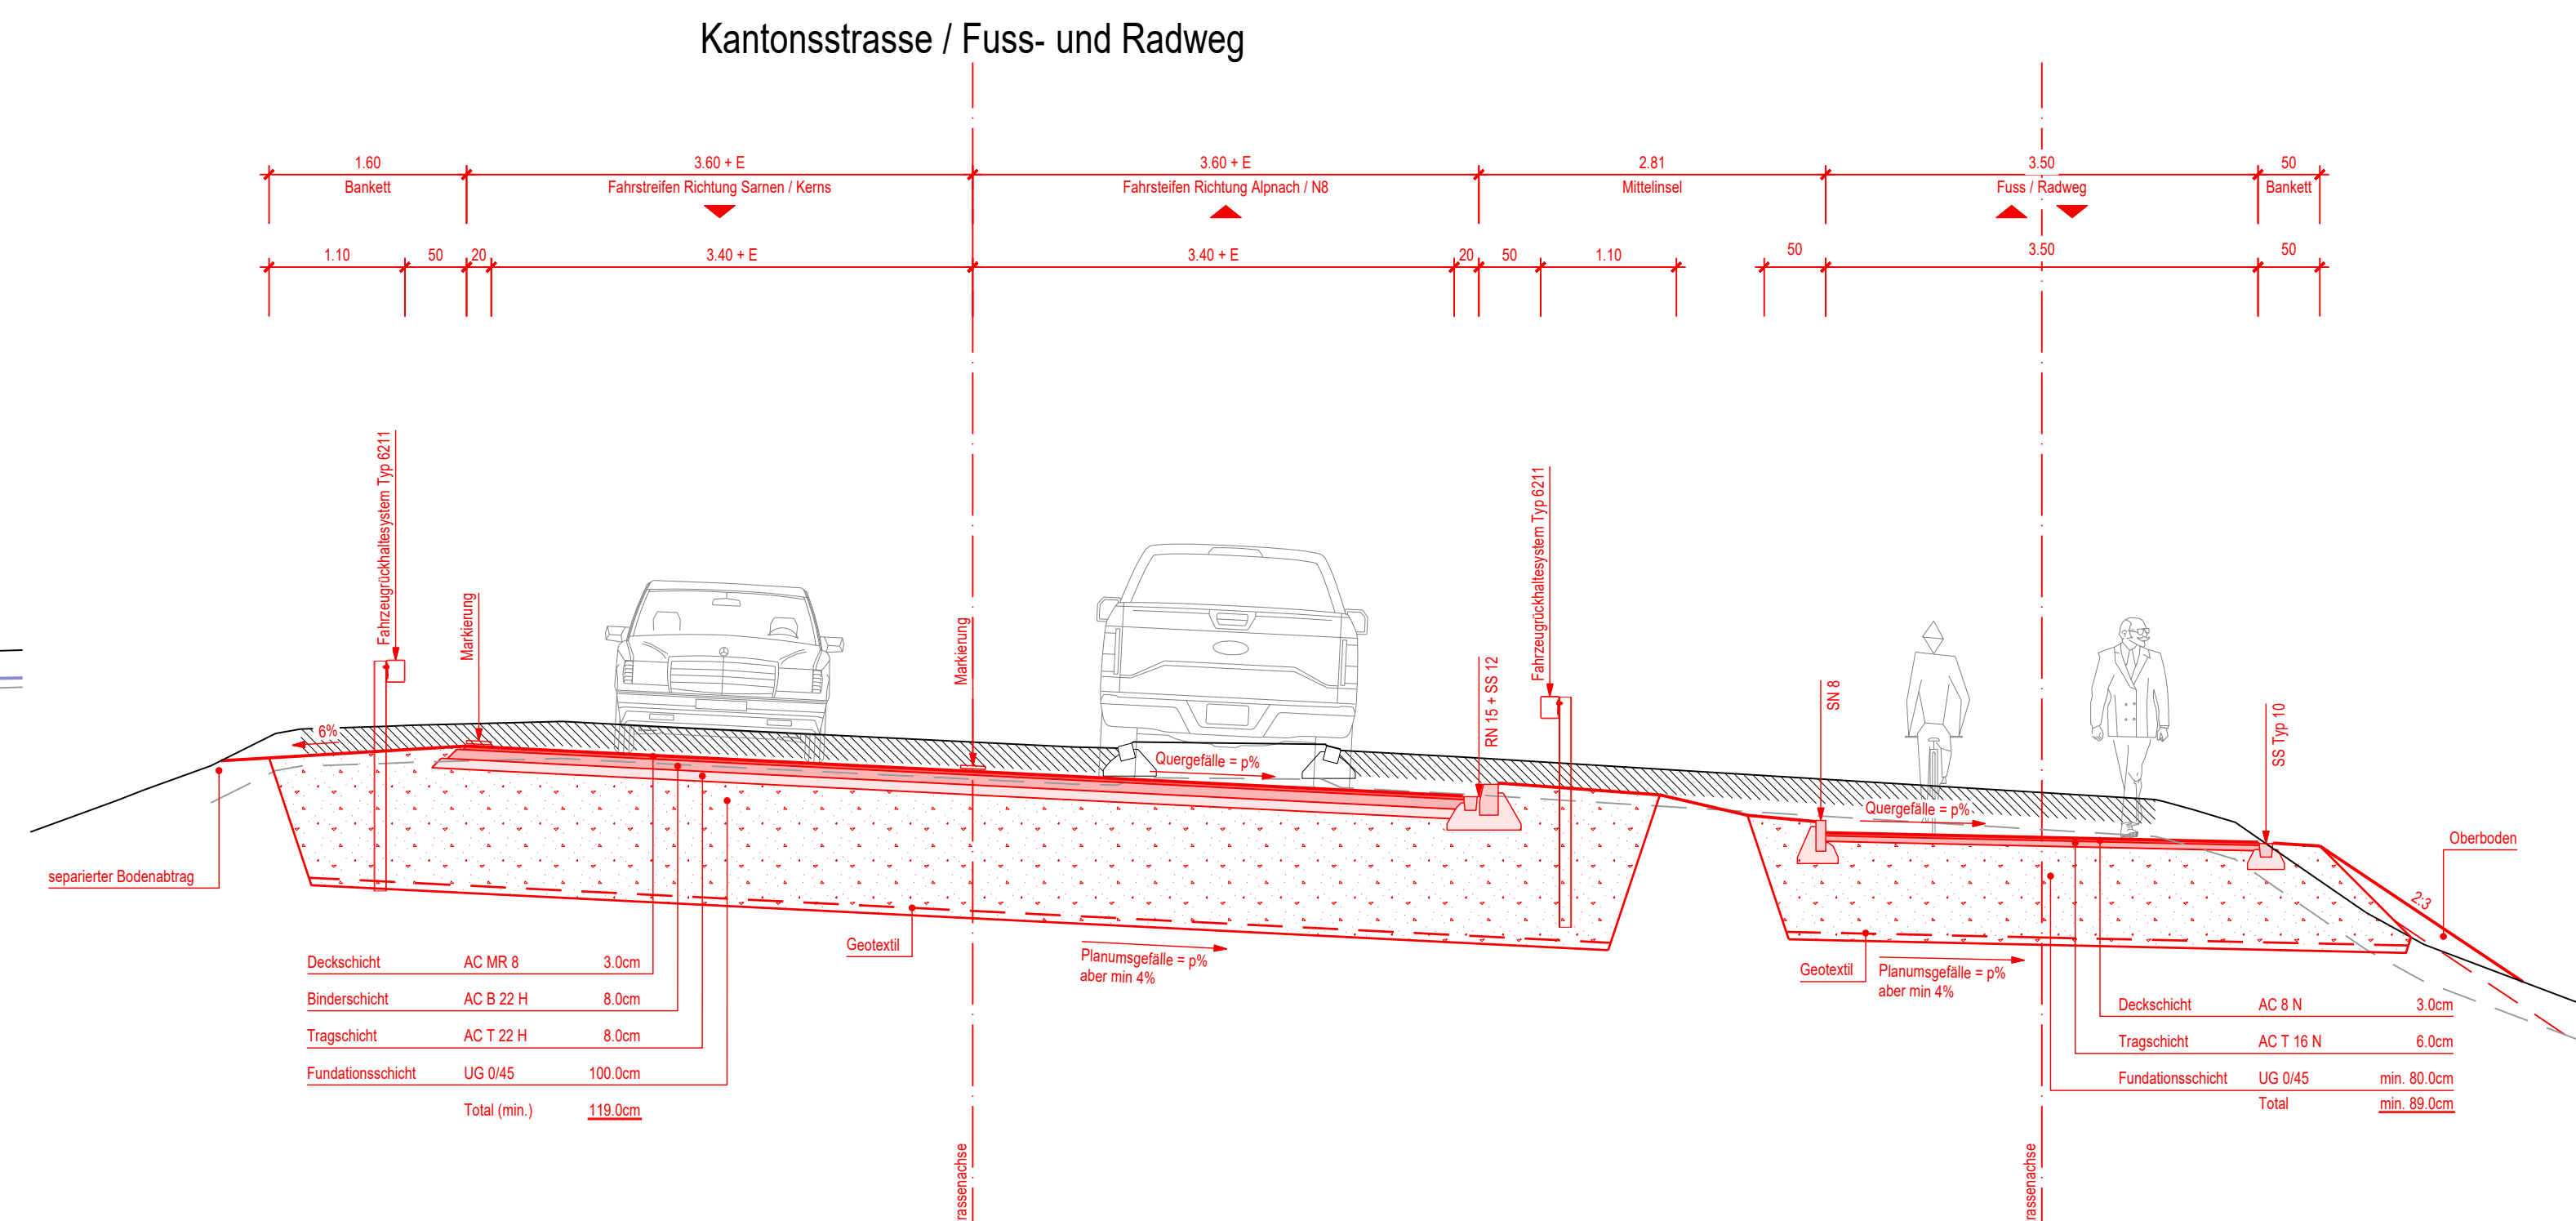 Kantonsstrasse / Fuss- und Radweg
1.60 3.60 + E 3.60 + E 2.81 3.50 50
Bankett Fahrstreifen Richtung Sarnen / Kerns Fahrsteifen Richtung Alpnach / N8 Mittelinsel Fuss / Radweg Bankett
1.10 50 20 3.40 + E 3.40 + E 20 50 1.10 50 3.50 50
Fahrzeugrückhaltesystem Typ 6211
Markierung
Markierung
Fahrzeugrückhaltesystem Typ 6211
RN 15 + SS 12
SN 8
SS Typ 10
6%
Quergefälle = p%
Quergefälle = p%
Oberboden
2:3
separierter Bodenabtrag
Geotextil
Planumsgefälle = p%
aber min 4%
Geotextil
Planumsgefälle = p%
aber min 4%
Deckschicht AC MR 8 3.0cm
Binderschicht AC B 22 H 8.0cm
Tragschicht AC T 22 H 8.0cm
Fundationsschicht UG 0/45 100.0cm
Total (min.) 119.0cm
Deckschicht AC 8 N 3.0cm
Tragschicht AC T 16 N 6.0cm
Fundationsschicht UG 0/45 min. 80.0cm
Total min. 89.0cm
rassenachse
rassenachse